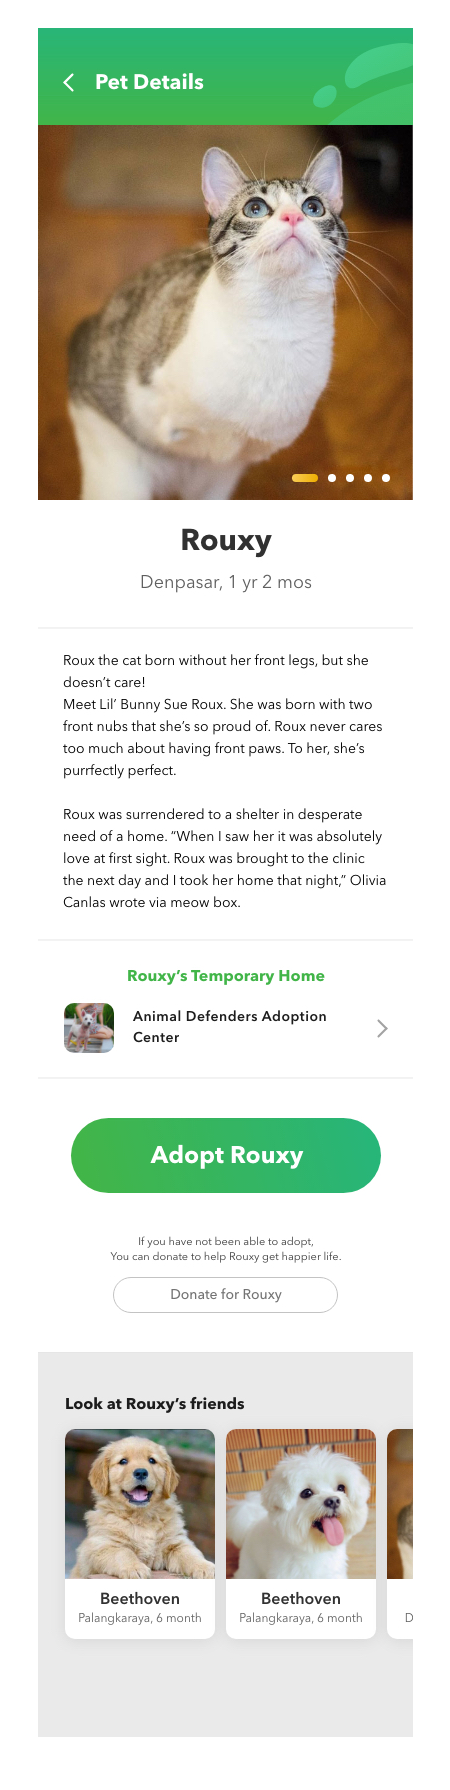 Pet Details
Rouxy
Denpasar, 1 yr 2 mos
Roux the cat born without her front legs, but she
doesn’t care!
Meet Lil’ Bunny Sue Roux. She was born with two
front nubs that she’s so proud of. Roux never cares
too much about having front paws. To her, she’s
purrfectly perfect.
Roux was surrendered to a shelter in desperate
need of a home. “When I saw her it was absolutely
love at first sight. Roux was brought to the clinic
the next day and I took her home that night,” Olivia
Canlas wrote via meow box.
Rouxy’s Temporary Home
Animal Defenders Adoption
Center
Adopt Rouxy
If you have not been able to adopt,
You can donate to help Rouxy get happier life.
Donate for Rouxy
Look at Rouxy’s friends
Beethoven
Palangkaraya, 6 month
Beethoven
Palangkaraya, 6 month
D